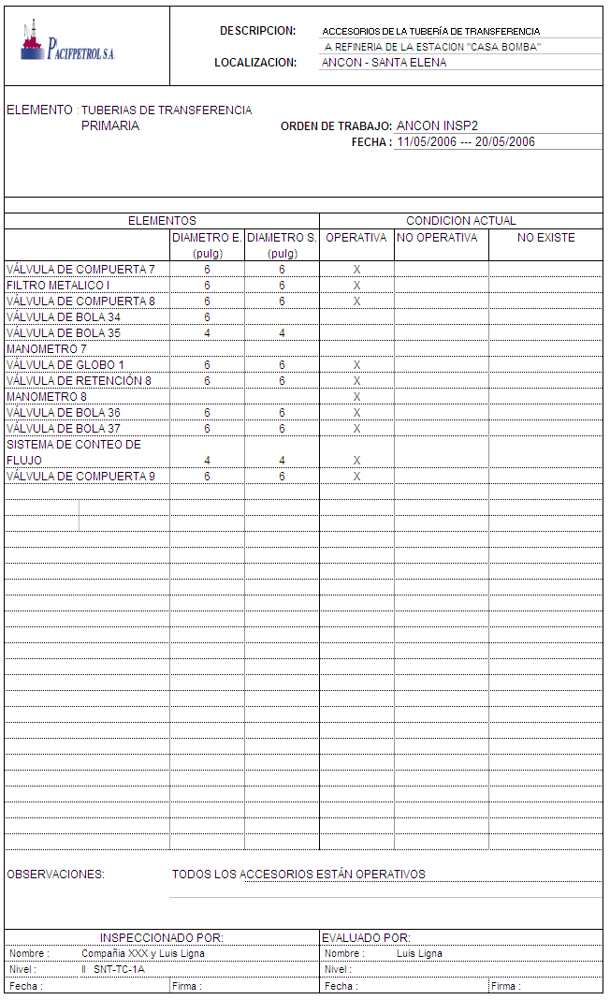 PACIFPETROL S.A.
DESCRIPCION: ACCESORIOS DE LA TUBERÍA DE TRANSFERENCIA
A REFINERIA DE LA ESTACION "CASA BOMBA"
LOCALIZACION: ANCON - SANTA ELENA
ELEMENTO : TUBERIAS DE TRANSFERENCIA
PRIMARIA ORDEN DE TRABAJO: ANCON INSP2
FECHA : 11/05/2006 --- 20/05/2006
ELEMENTOS CONDICION ACTUAL
DIAMETRO E. DIAMETRO S. OPERATIVA NO OPERATIVA NO EXISTE
(pulg) (pulg)
VÁLVULA DE COMPUERTA 7 6 6 X
FILTRO METALICO I 6 6 X
VÁLVULA DE COMPUERTA 8 6 6 X
VÁLVULA DE BOLA 34 6
VÁLVULA DE BOLA 35 4 4
MANOMETRO 7
VÁLVULA DE GLOBO 1 6 6 X
VÁLVULA DE RETENCIÓN 8 6 6 X
MANOMETRO 8 X
VÁLVULA DE BOLA 36 6 6 X
VÁLVULA DE BOLA 37 6 6 X
SISTEMA DE CONTEO DE
FLUJO 4 4 X
VÁLVULA DE COMPUERTA 9 6 6 X
OBSERVACIONES: TODOS LOS ACCESORIOS ESTÁN OPERATIVOS
INSPECCIONADO POR: EVALUADO POR:
Nombre : Compañia XXX y Luis Ligna Nombre : Luis Ligna
Nivel : II SNT-TC-1A Nivel :
Fecha : Firma : Fecha : Firma :